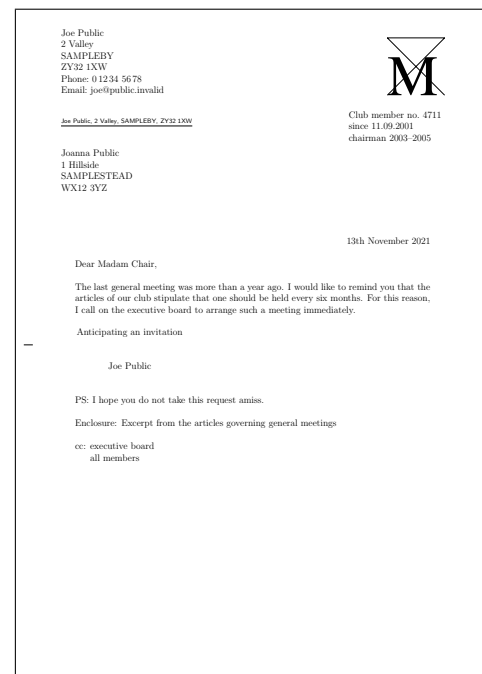 Joe Public
2 Valley
SAMPLEBY
ZY32 1XW
Phone: 0 12 34 56 78
Email: joe@public.invalid
M
Joe Public, 2 Valley, SAMPLEBY, ZY32 1XW
Club member no. 4711
since 11.09.2001
chairman 2003–2005
Joanna Public
1 Hillside
SAMPLESTEAD
WX12 3YZ
13th November 2021
Dear Madam Chair,
The last general meeting was more than a year ago. I would like to remind you that the
articles of our club stipulate that one should be held every six months. For this reason,
I call on the executive board to arrange such a meeting immediately.
Anticipating an invitation
Joe Public
PS: I hope you do not take this request amiss.
Enclosure: Excerpt from the articles governing general meetings
cc: executive board
all members